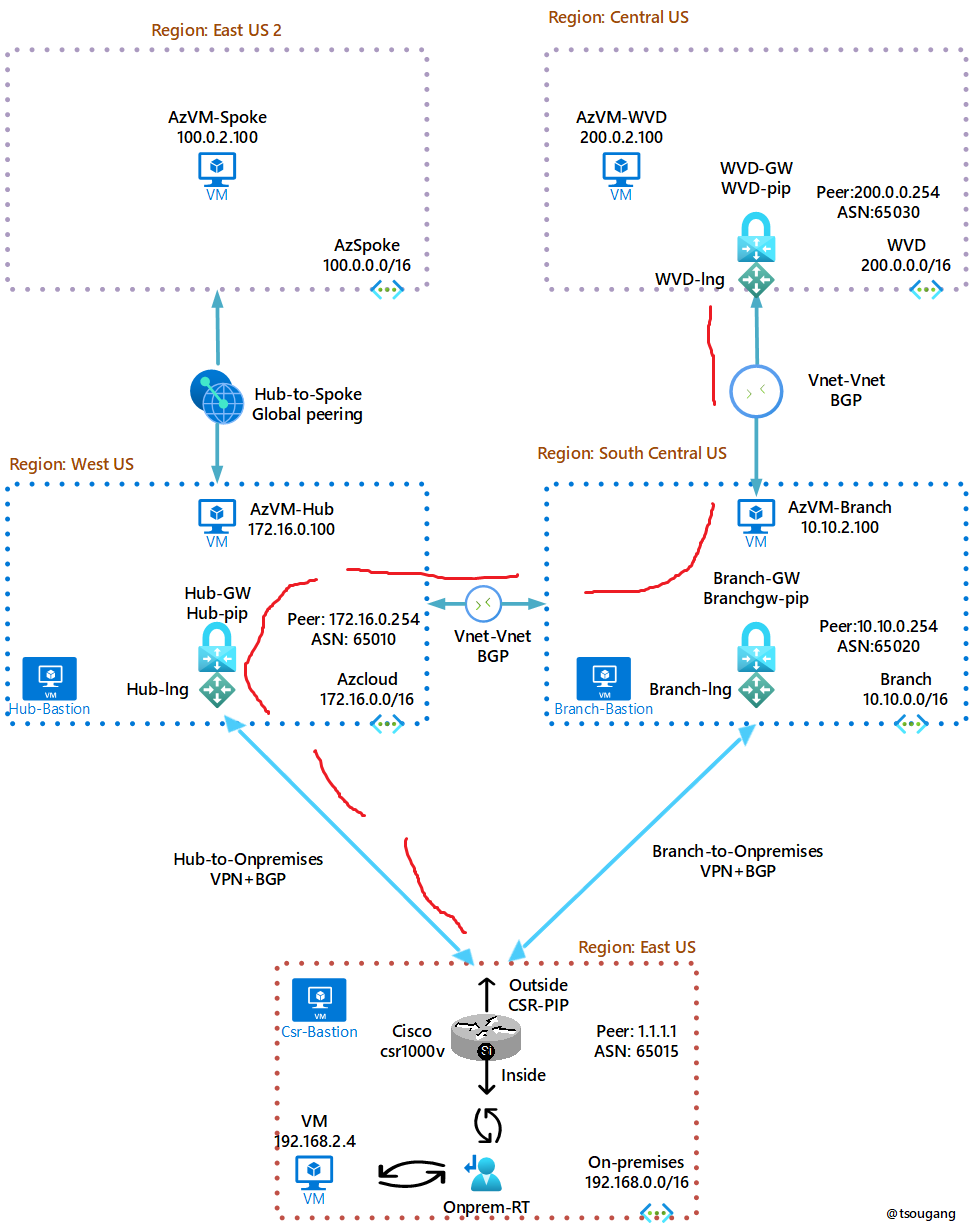 Region: East US 2
Region: Central US
AzVM-Spoke
100.0.2.100
VM
AzSpoke
100.0.0.0/16
AzVM-WVD
200.0.2.100
VM
WVD-GW
WVD-pip
Peer:200.0.0.254
ASN:65030
WVD
200.0.0.0/16
WVD-lng
Hub-to-Spoke
Global peering
Vnet-Vnet
BGP
Region: West US
Region: South Central US
AzVM-Hub
172.16.0.100
VM
Hub-GW
Hub-pip
Peer: 172.16.0.254
ASN: 65010
Hub-lng
Azcloud
172.16.0.0/16
VM
Hub-Bastion
Vnet-Vnet
BGP
AzVM-Branch
10.10.2.100
VM
Branch-GW
Branchgw-pip
Peer:10.10.0.254
ASN:65020
Branch-lng
Branch
10.10.0.0/16
VM
Branch-Bastion
Hub-to-Onpremises
VPN+BGP
Branch-to-Onpremises
VPN+BGP
Region: East US
VM
Csr-Bastion
Outside
CSR-PIP
Cisco
csr1000v
Si
Peer: 1.1.1.1
ASN: 65015
Inside
VM
192.168.2.4
VM
Onprem-RT
On-premises
192.168.0.0/16
@tsougang